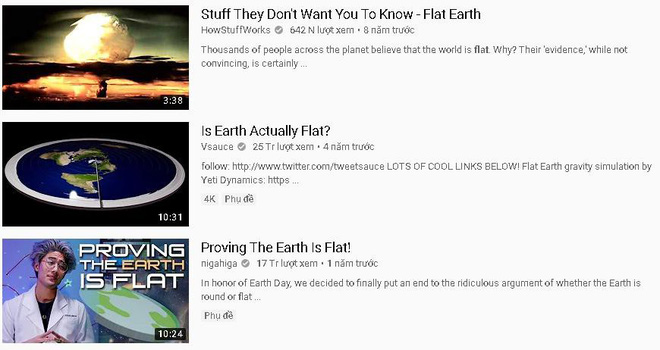 Stuff They Don't Want You To Know - Flat Earth
HowStuffWorks 642 N lượt xem • 8 năm trước
Thousands of people across the planet believe that the world is flat. Why? Their 'evidence,' while not
convincing, is certainly ...
3:38
Is Earth Actually Flat?
Vsauce 25 Tr lượt xem • 4 năm trước
follow: http://www.twitter.com/tweetsauce LOTS OF COOL LINKS BELOW! Flat Earth gravity simulation by
Yeti Dynamics: https ...
4K Phụ đề
10:31
PROVING
THE EARTH
IS FLAT
10:24
Proving The Earth Is Flat!
nigahiga 17 Tr lượt xem • 1 năm trước
In honor of Earth Day, we decided to finally put an end to the ridiculous argument of whether the Earth is
round or flat ...
Phụ đề